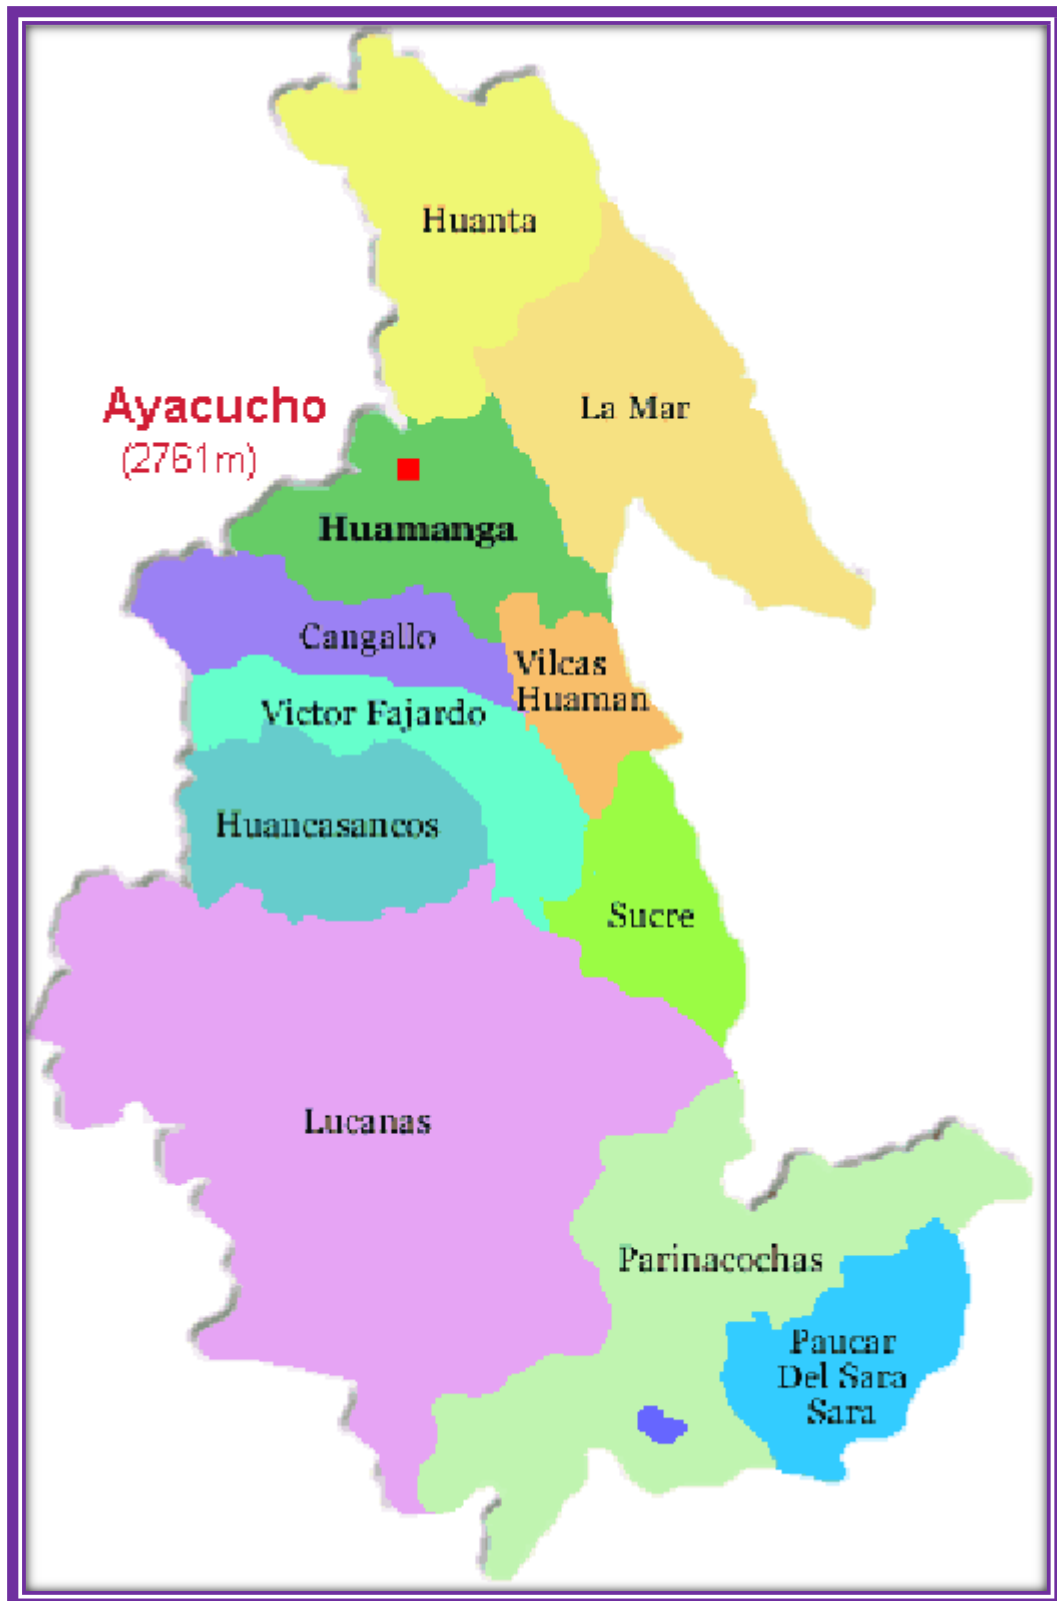 Huanta
La Mar
Ayacucho
(2761m)
Huamanga
Cangallo
Vilcas
Huaman
Victor Fajardo
Huancasancos
Sucre
Lucanas
Parinacochas
Paucar
Del Sara
Sara